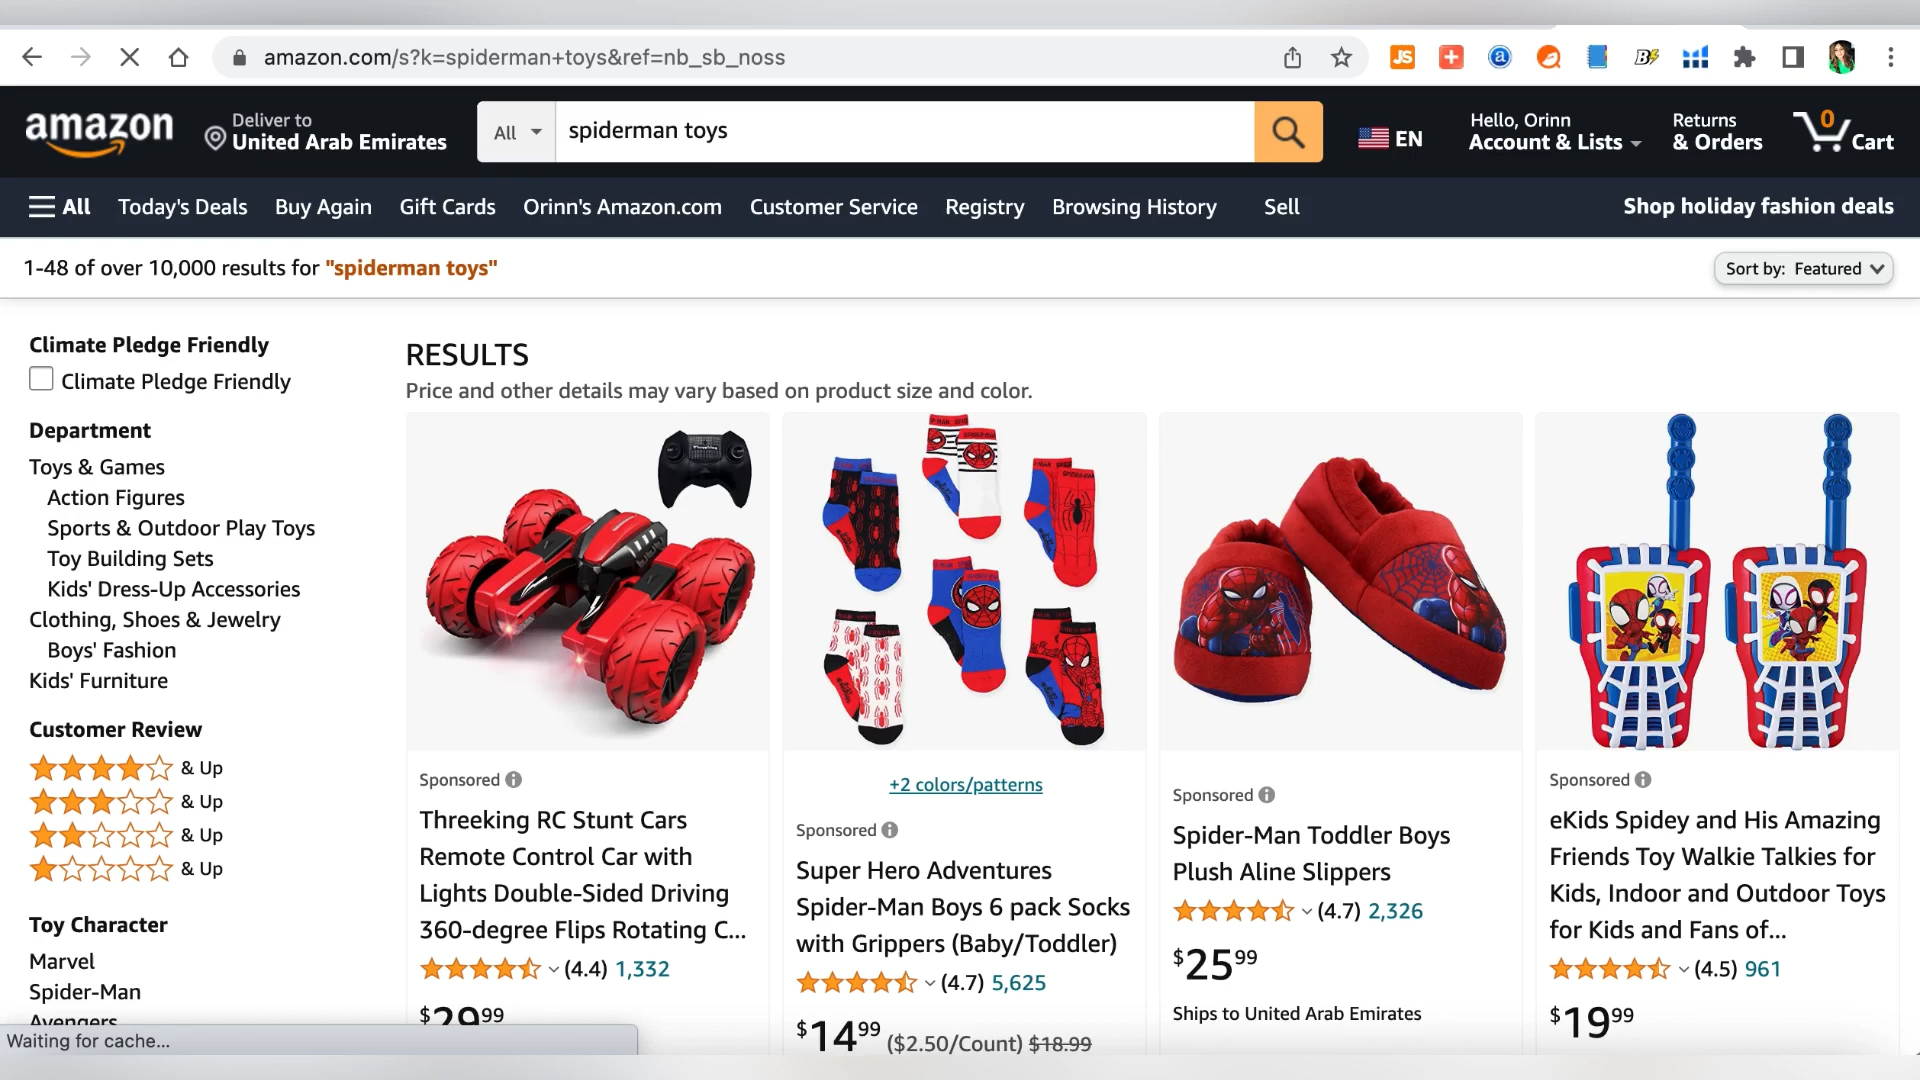 amazon.com/s?k=spiderman+toys&ref=nb_sb_noss
JS
a
B
amazon
Deliver to
United Arab Emirates
All
spiderman toys
EN
Hello, Orinn
Account & Lists
Returns
& Orders
0
Cart
All
Today's Deals
Buy Again
Gift Cards
Orinn's Amazon.com
Customer Service
Registry
Browsing History
Sell
Shop holiday fashion deals
1-48 of over 10,000 results for "spiderman toys"
Sort by: Featured
Climate Pledge Friendly
Climate Pledge Friendly
Department
Toys & Games
Action Figures
Sports & Outdoor Play Toys
Toy Building Sets
Kids' Dress-Up Accessories
Clothing, Shoes & Jewelry
Boys' Fashion
Kids' Furniture
Customer Review
& Up
& Up
& Up
& Up
Toy Character
Marvel
Spider-Man
Avengers
Waiting for cache...
RESULTS
Price and other details may vary based on product size and color.
Sponsored
Threeking RC Stunt Cars
Remote Control Car with
Lights Double-Sided Driving
360-degree Flips Rotating C...
(4.4) 1,332
$29.99
+2 colors/patterns
Sponsored
Super Hero Adventures
Spider-Man Boys 6 pack Socks
with Grippers (Baby/Toddler)
(4.7) 5,625
$14.99 ($2.50/Count) $18.99
Sponsored
Spider-Man Toddler Boys
Plush Aline Slippers
(4.7) 2,326
$25.99
Ships to United Arab Emirates
Sponsored
eKids Spidey and His Amazing
Friends Toy Walkie Talkies for
Kids, Indoor and Outdoor Toys
for Kids and Fans of...
(4.5) 961
$19.99